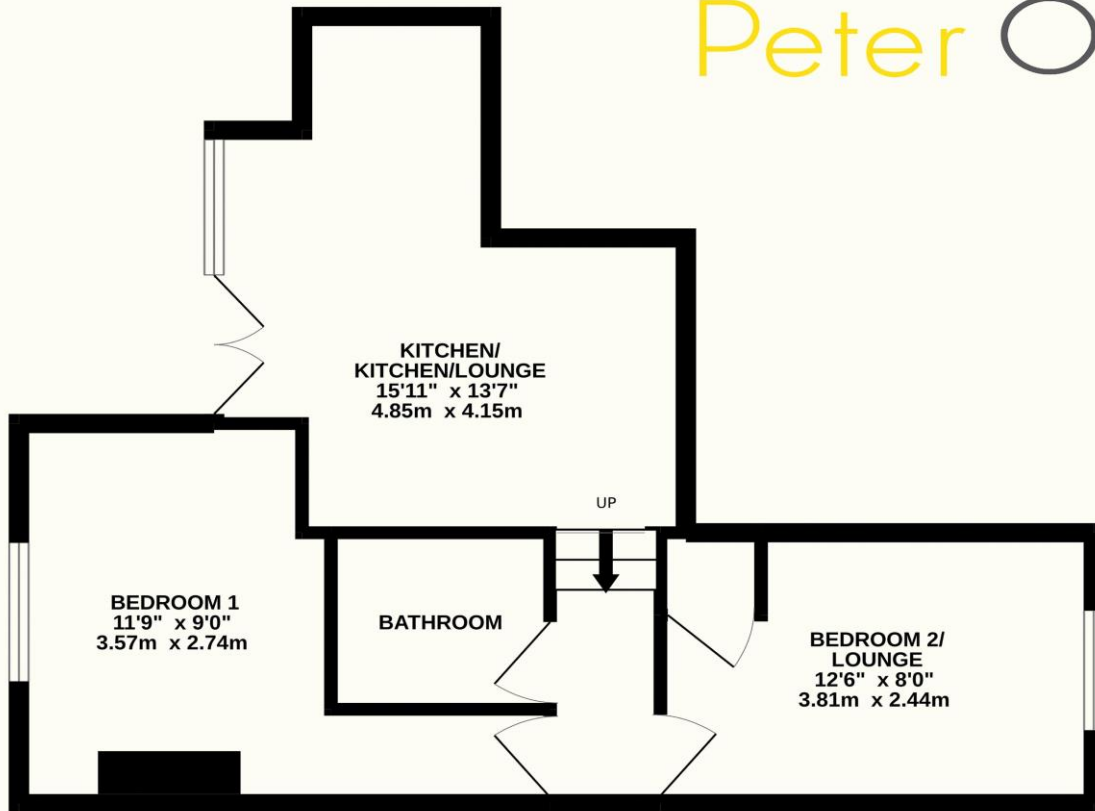 Peter O
KITCHEN/
KITCHEN/LOUNGE
15'11" x 13'7"
4.85m x 4.15m
UP
BEDROOM 1
11'9" x 9'0"
3.57m x 2.74m
BATHROOM
BEDROOM 2/
LOUNGE
12'6" x 8'0"
3.81m x 2.44m